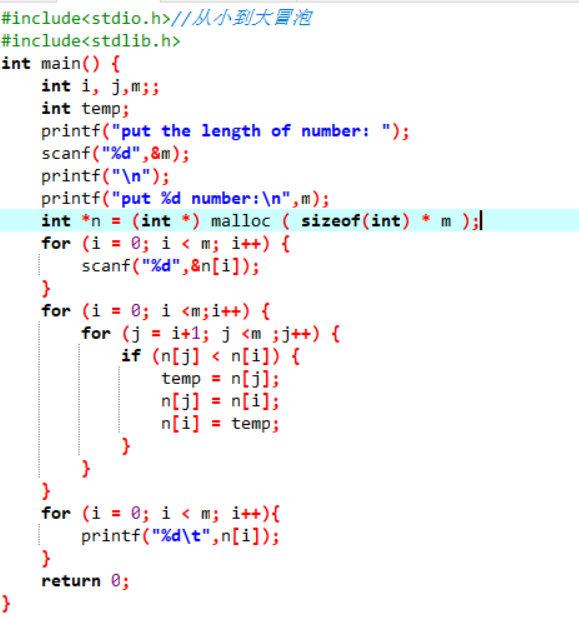 #include<stdio.h>//从小到大冒泡
#include<stdlib.h>
int main() {
    int i, j,m;;
    int temp;
    printf("put the length of number: ");
    scanf("%d",&m);
    printf("\n");
    printf("put %d number:\n",m);
    int *n = (int *) malloc ( sizeof(int) * m );
    for (i = 0; i < m; i++) {
        scanf("%d",&n[i]);
    }
    for (i = 0; i <m;i++) {
        for (j = i+1; j <m ;j++) {
            if (n[j] < n[i]) {
                temp = n[j];
                n[j] = n[i];
                n[i] = temp;
            }
        }
    }
    for (i = 0; i < m; i++){
        printf("%d\t",n[i]);
    }
    return 0;
}